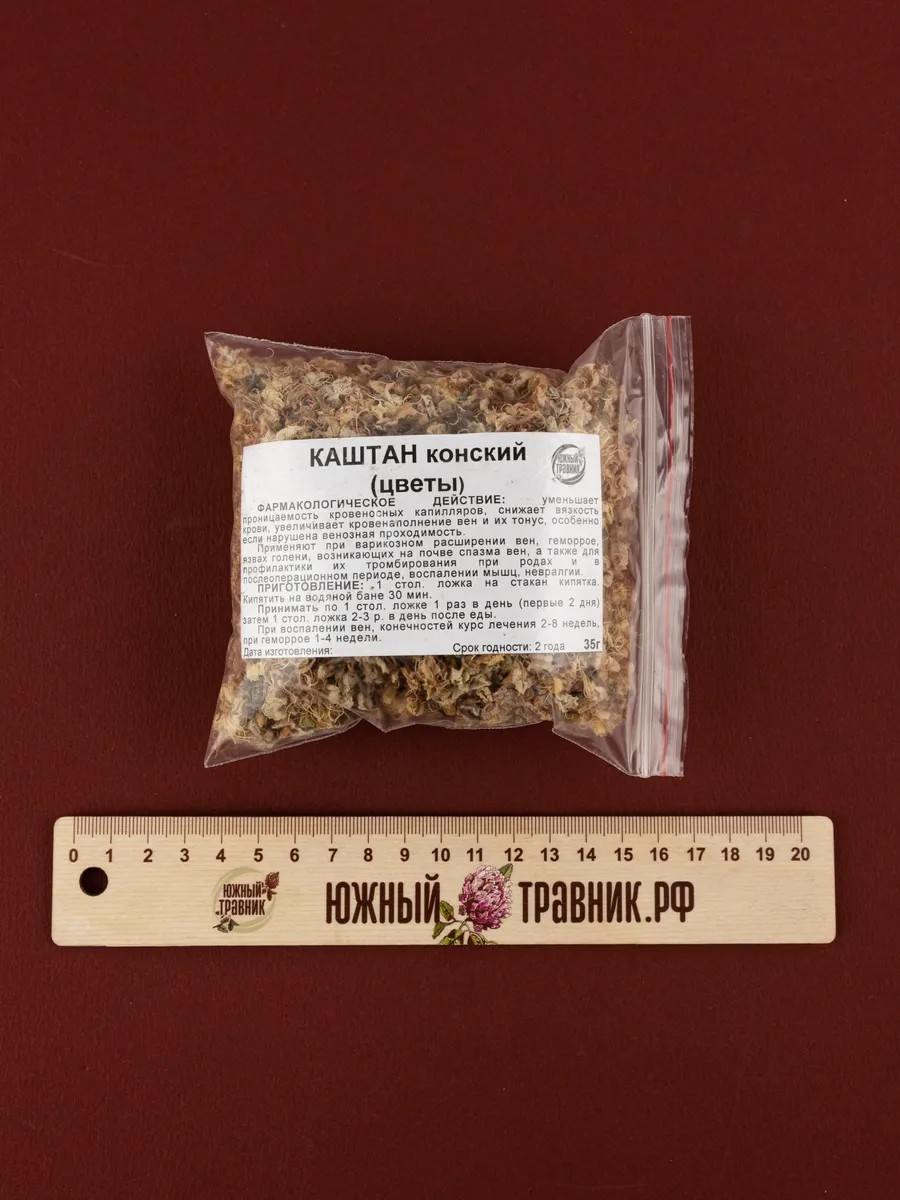 КАШТАН конский
(цветы)
ЮЖНЫЙ
ТРАВНИК
ФАРМАКОЛОГИЧЕСКОЕ ДЕЙСТВИЕ: уменьшает
проницаемость кровеносных капилляров, снижает вязкость
крови, увеличивает кровенаполнение вен и их тонус, особенно
если нарушена венозная проходимость.
Применяют при варикозном расширении вен, геморрое,
язвах голени, возникающих на почве спазма вен, а также для
профилактики их тромбирования при родах и в
послеоперационном периоде, воспалении мышц, невралгии.
ПРИГОТОВЛЕНИЕ: 1 стол. ложка на стакан кипятка.
Кипятить на водяной бане 30 мин.
Принимать по 1 стол. ложке 1 раз в день (первые 2 дня)
затем 1 стол. ложка 2-3 р. в день после еды.
При воспалении вен, конечностей курс лечения 2-8 недель,
при геморрое 1-4 недели.
Дата изготовления: Срок годности: 2 года 35г
0 1 2 3 4 5 6 7 8 9 10 11 12 13 14 15 16 17 18 19 20
ЮЖНЫЙ
ТРАВНИК
ЮЖНЫЙ ТРАВНИК.РФ